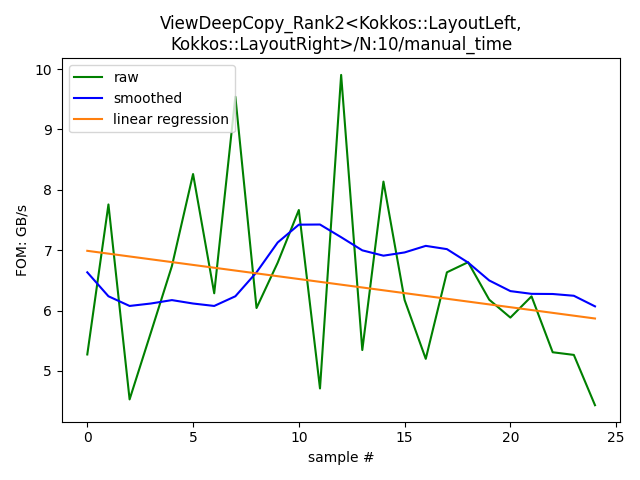 ViewDeepCopy_Rank2<Kokkos::LayoutLeft,
Kokkos::LayoutRight>/N:10/manual_time
raw
smoothed
linear regression
FOM: GB/s
10
9
8
7
6
5
0
5
10
15
20
25
sample #